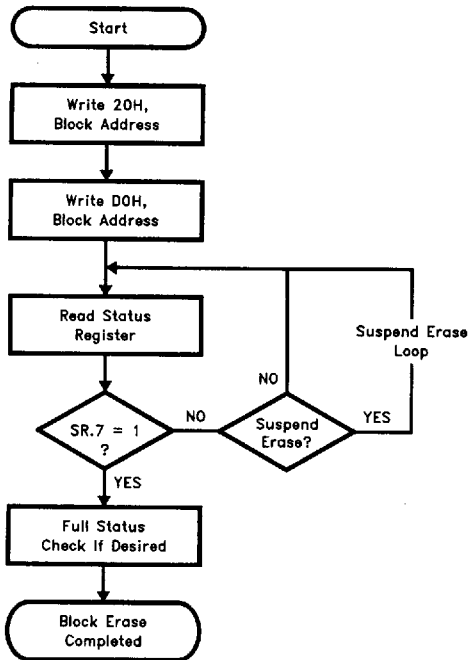 Start
Write 20H,
Block Address
Write D0H,
Block Address
Read Status
Register
Suspend Erase
Loop
NO
SR.7 = 1
?
NO
Suspend
Erase?
YES
YES
Full Status
Check If Desired
Block Erase
Completed